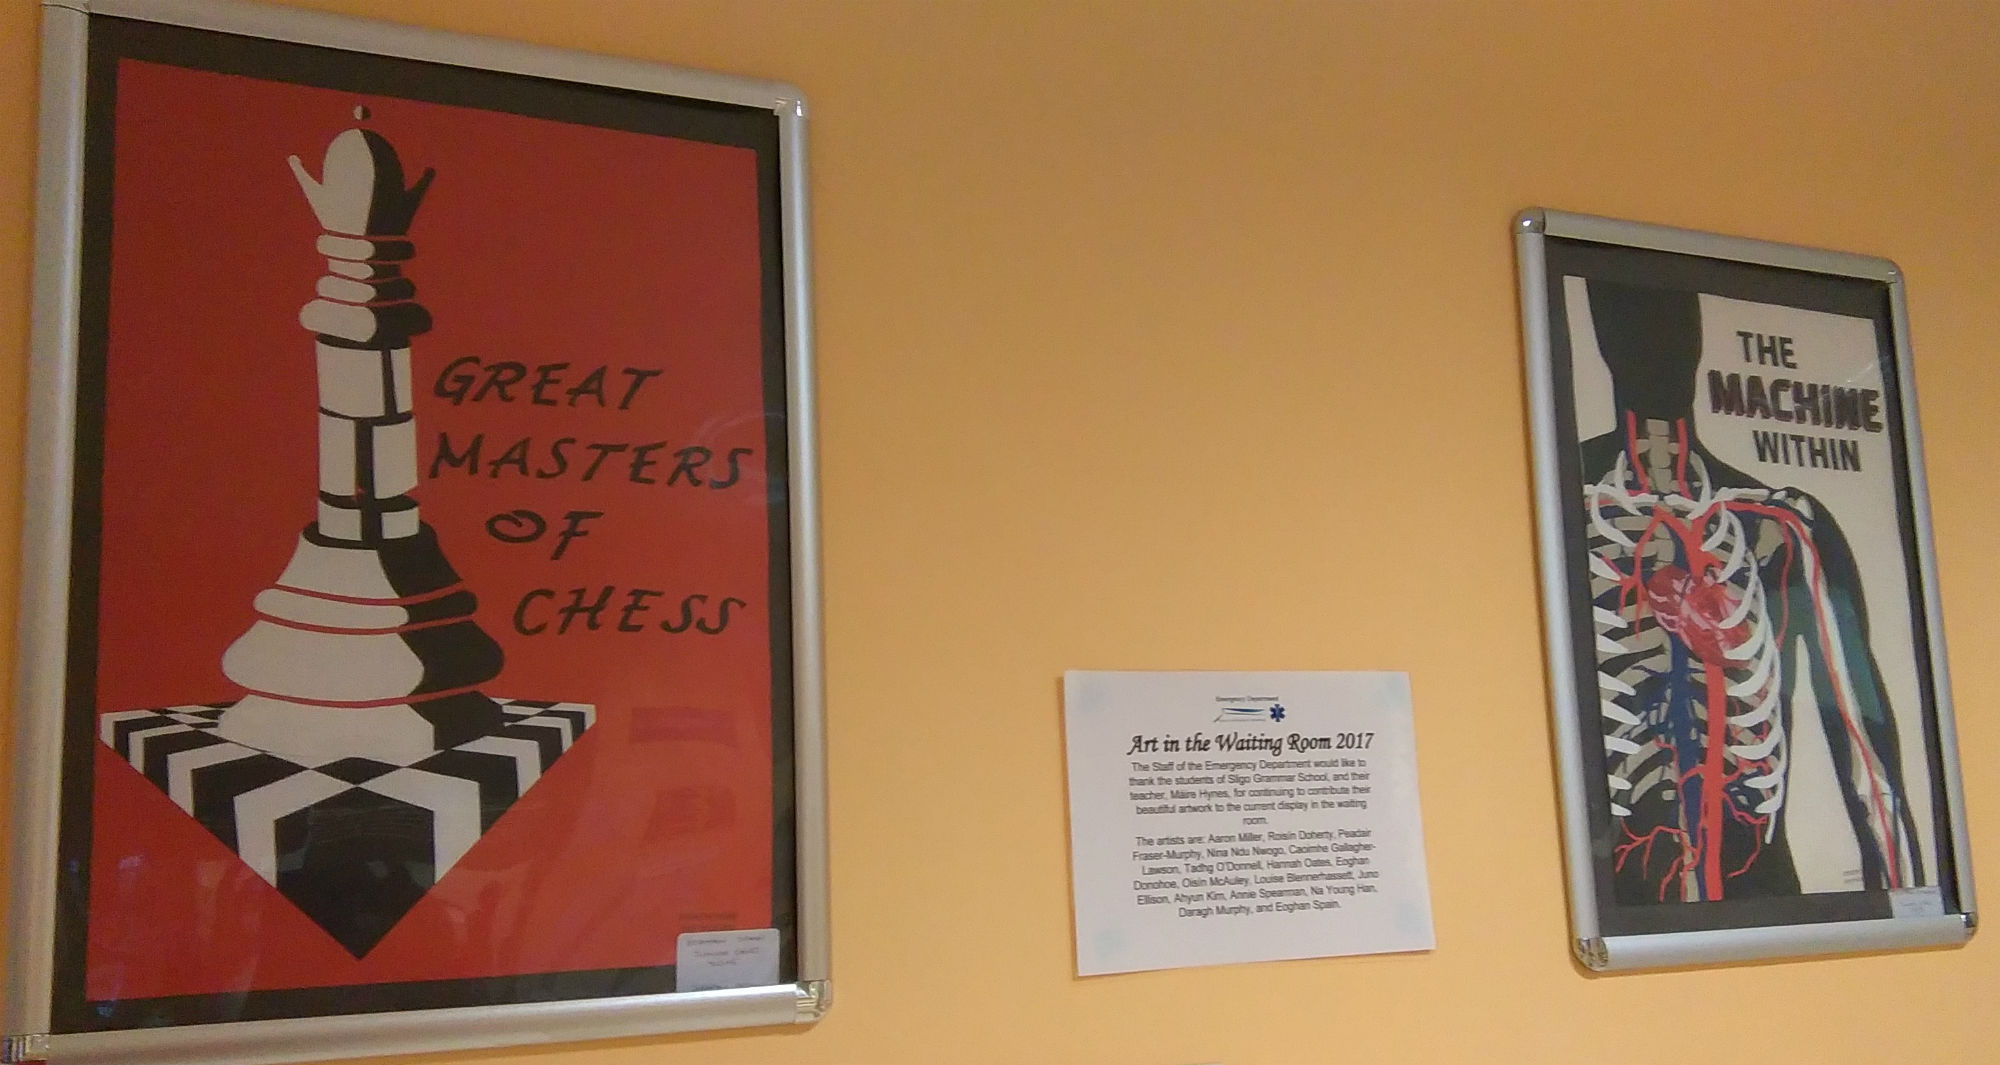 GREAT
MASTERS
OF
CHESS
Emergency Department
Art in the Waiting Room 2017
The Staff of the Emergency Department would like to
thank the students of Sligo Grammar School, and their
teacher, Máire Hynes, for continuing to contribute their
beautiful artwork to the current display in the waiting
room.
The artists are: Aaron Miller, Roisín Doherty, Peadair
Fraser-Murphy, Nina Ndu Nwogo, Caoimhe Gallagher-
Lawson, Tadhg O'Donnell, Hannah Oates, Eoghan
Donohoe, Oisín McAuley, Louise Blennerhassett, Juno
Ellison, Ahyun Kim, Annie Spearman, Na Young Han,
Daragh Murphy, and Eoghan Spain.
THE
MACHINE
WITHIN